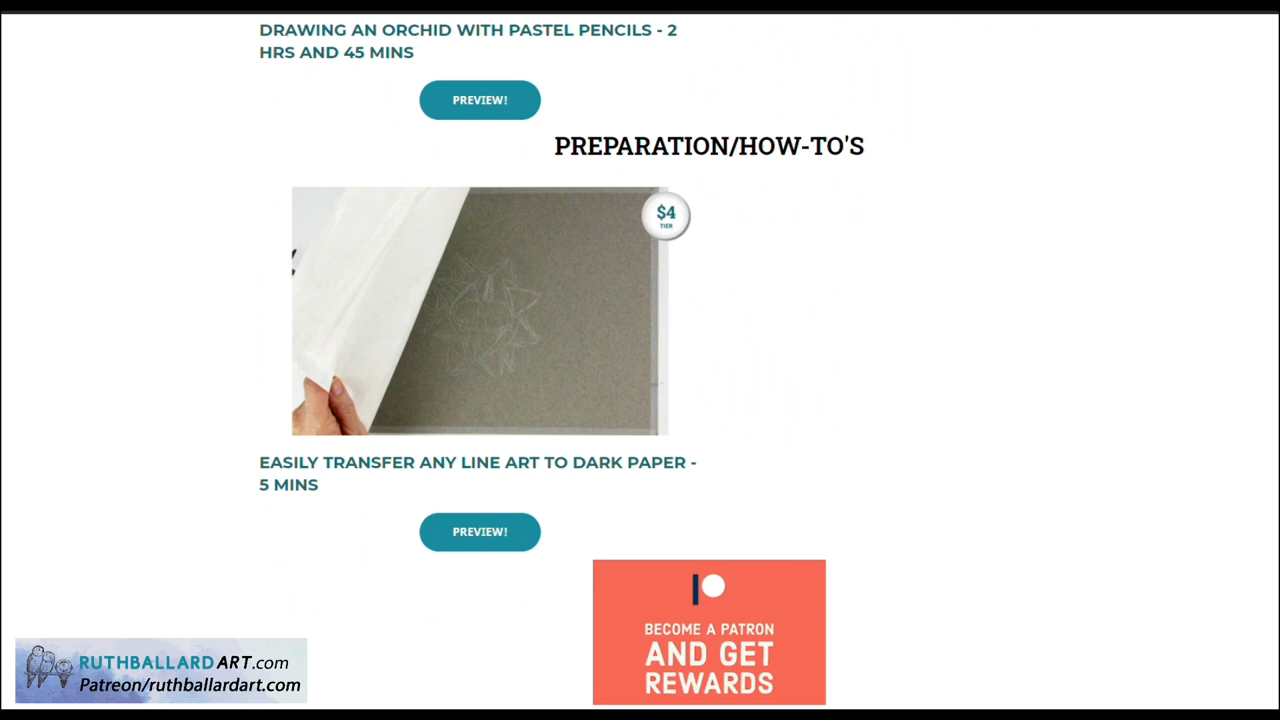 DRAWING AN ORCHID WITH PASTEL PENCILS - 2
HRS AND 45 MINS
PREVIEW!
PREPARATION/HOW-TO'S
$4
TIER
EASILY TRANSFER ANY LINE ART TO DARK PAPER -
5 MINS
PREVIEW!
BECOME A PATRON
AND GET
REWARDS
RUTHBALLARDART.com
Patreon/ruthballardart.com